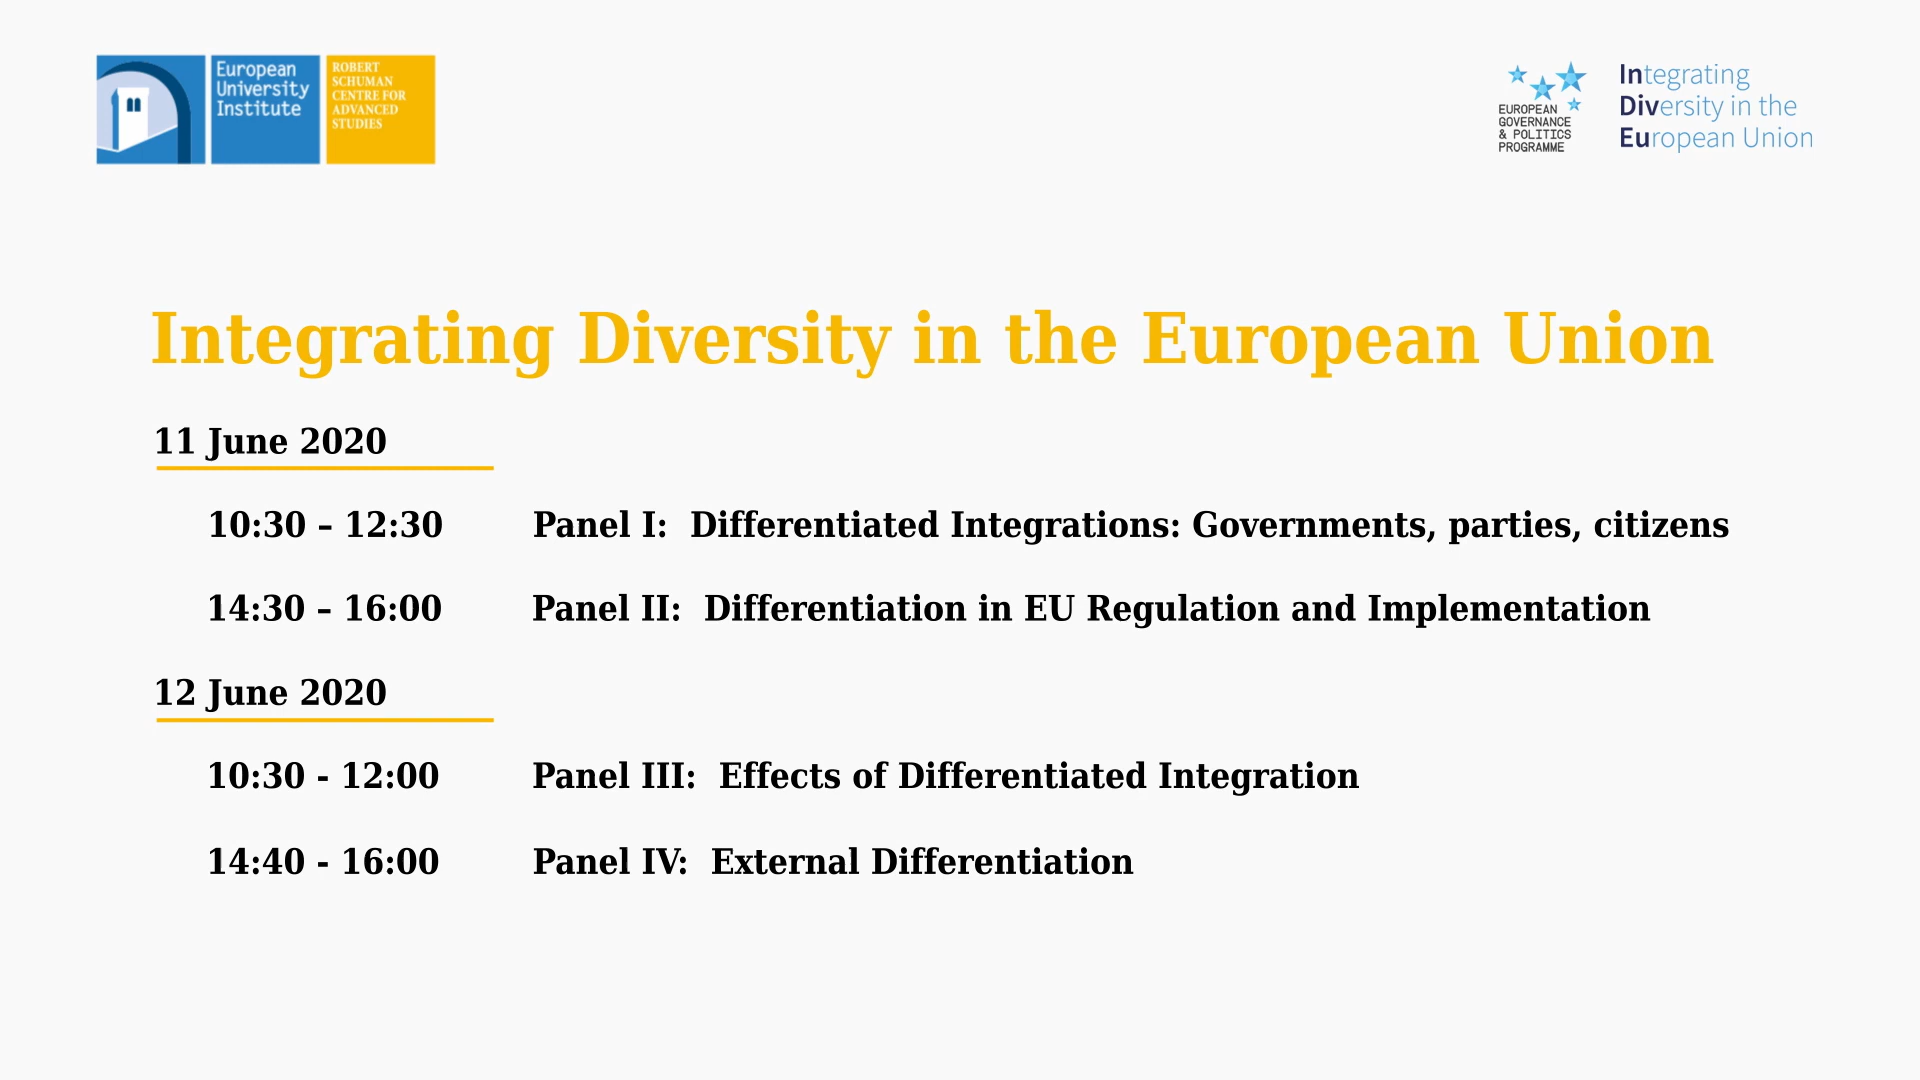 European
University
Institute
ROBERT
SCHUMAN
CENTRE FOR
ADVANCED
STUDIES
EUROPEAN
GOVERNANCE
& POLITICS
PROGRAMME
Integrating
Diversity in the
European Union
Integrating Diversity in the European Union
11 June 2020
10:30 – 12:30 Panel I: Differentiated Integrations: Governments, parties, citizens
14:30 – 16:00 Panel II: Differentiation in EU Regulation and Implementation
12 June 2020
10:30 - 12:00 Panel III: Effects of Differentiated Integration
14:40 - 16:00 Panel IV: External Differentiation